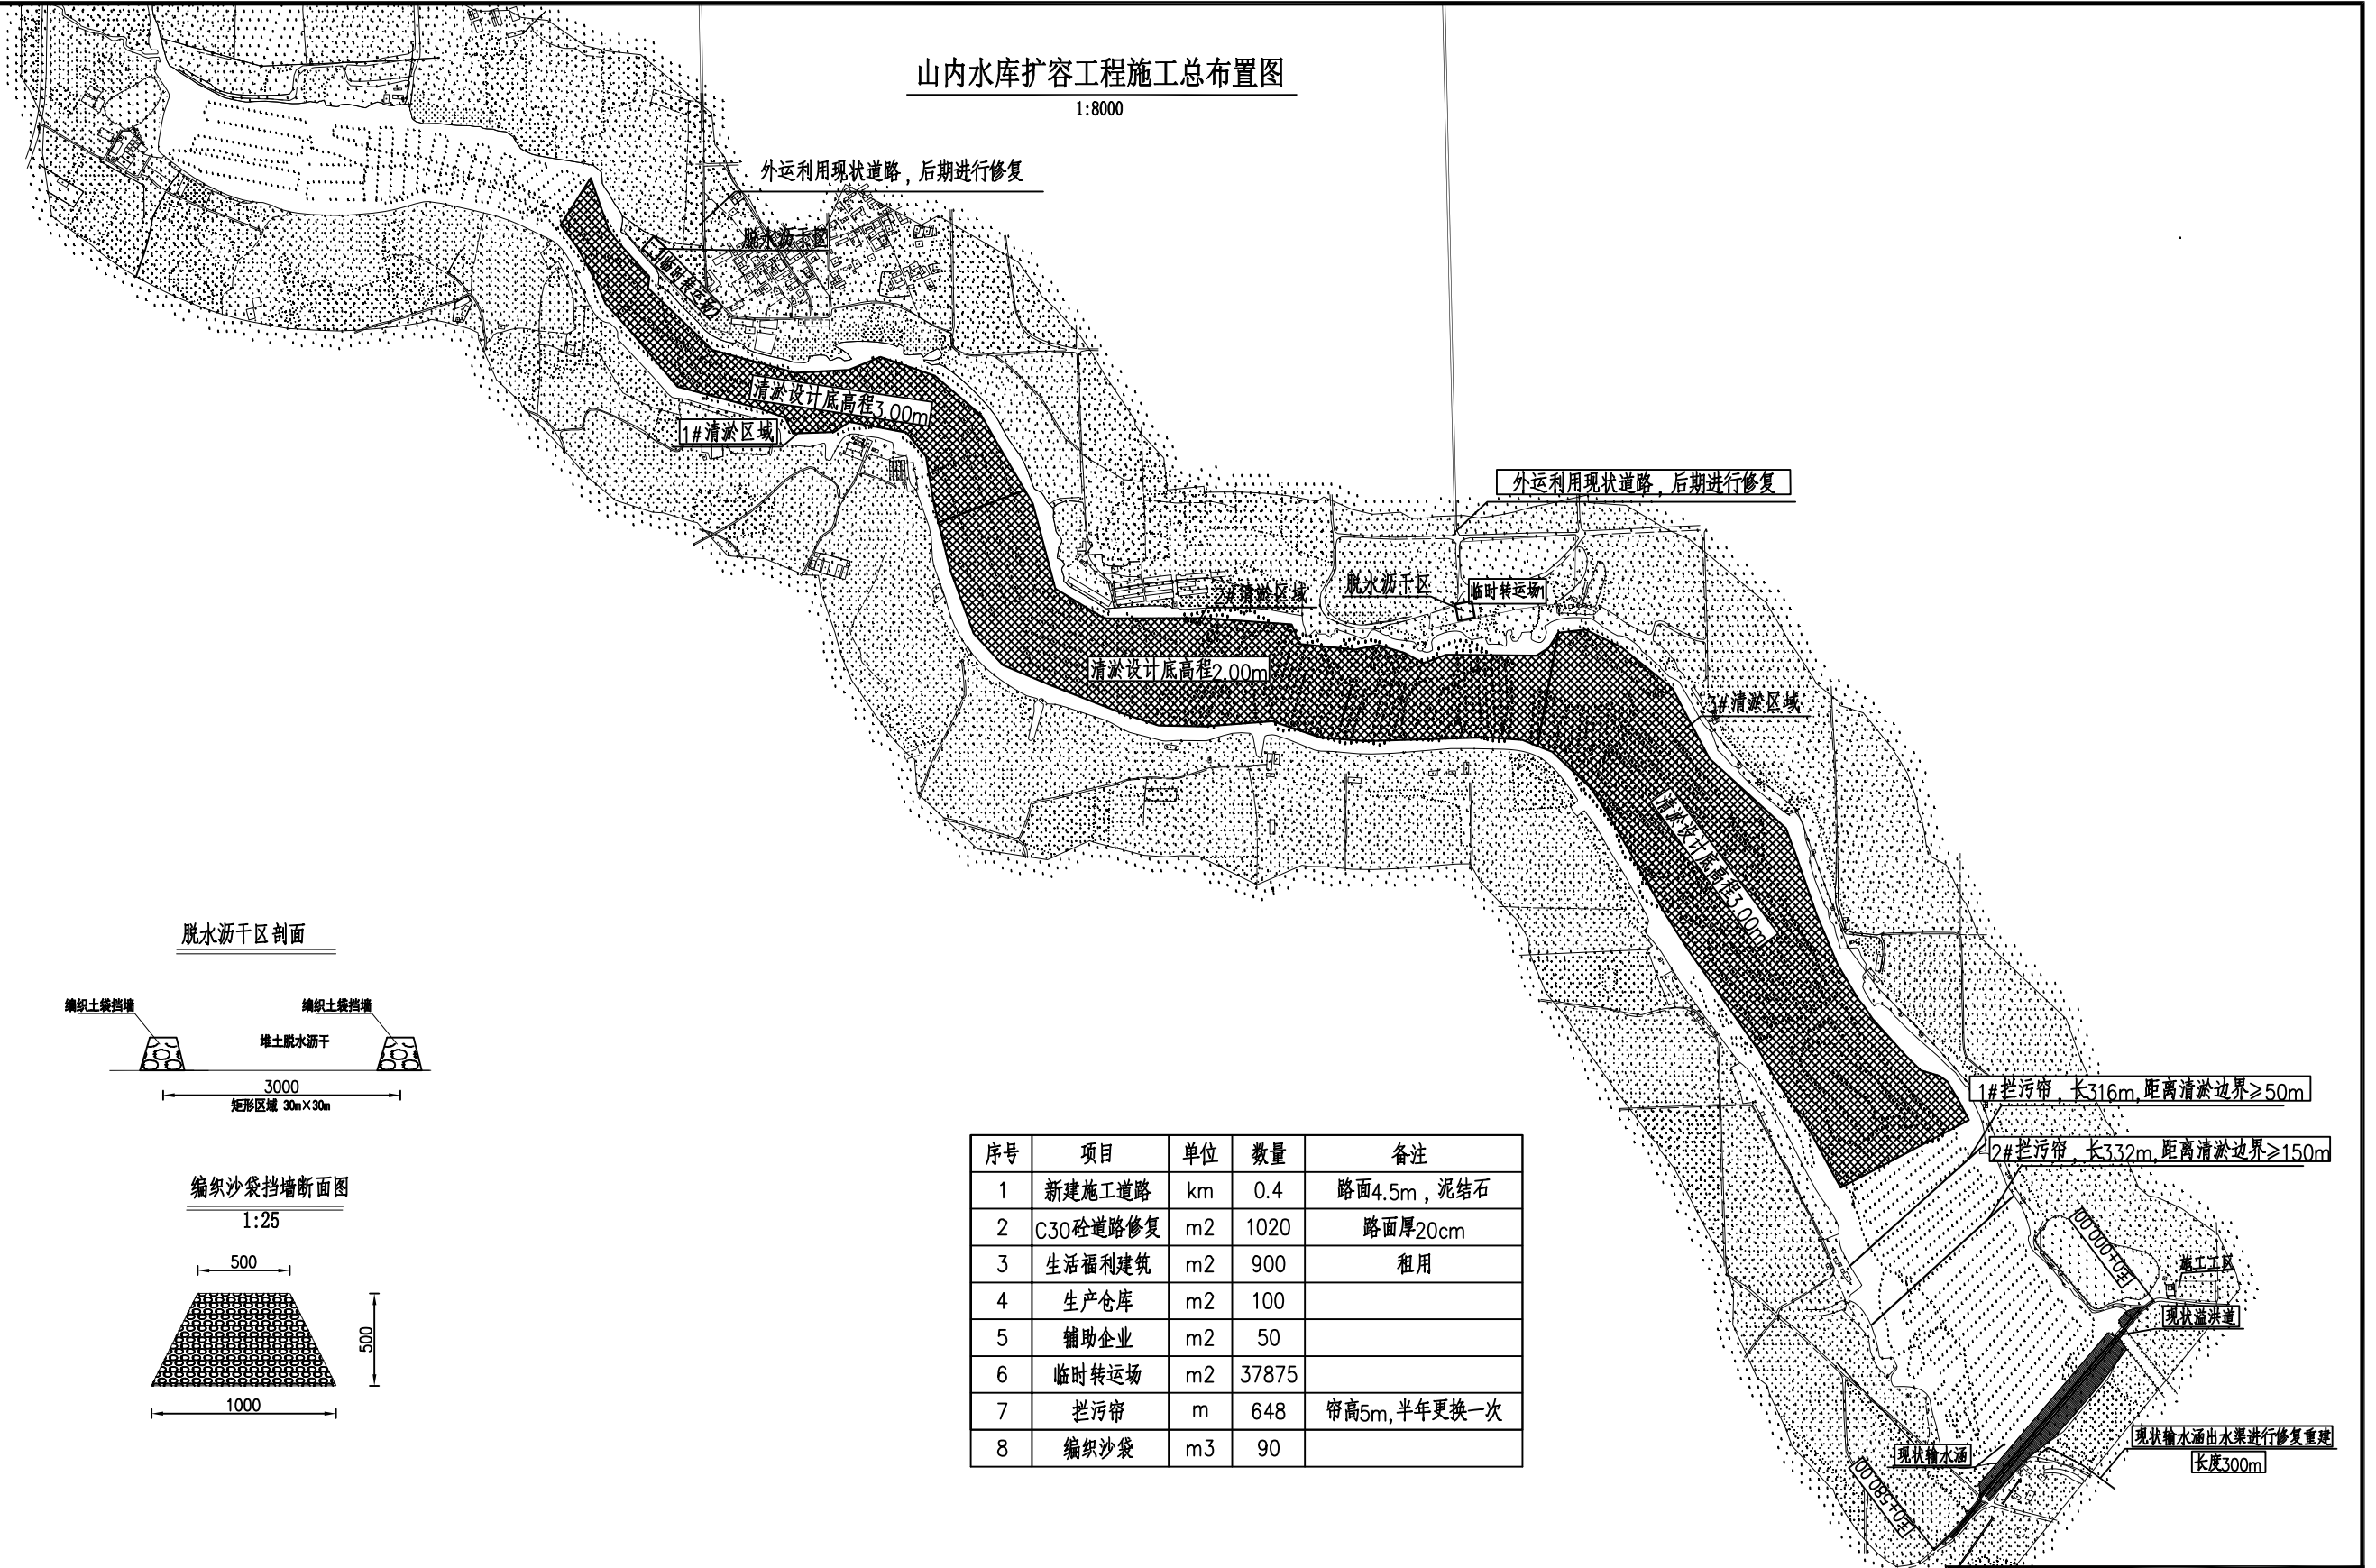 山内水库扩容工程施工总布置图
1:8000
外运利用现状道路，后期进行修复
脱水沥干区
临时转运场
清淤设计底高程3.00m
1#清淤区域
外运利用现状道路，后期进行修复
2#清淤区域
脱水沥干区
临时转运场
清淤设计底高程2.00m
3#清淤区域
清淤设计底高程3.00m
脱水沥干区剖面
编织土袋挡墙
编织土袋挡墙
堆土脱水沥干
3000
矩形区域 30m×30m
1#拦污帘，长316m,距离清淤边界≥50m
2#拦污帘，长332m,距离清淤边界≥150m
编织沙袋挡墙断面图
1:25
500
500
1000
序号 项目 单位 数量 备注
1 新建施工道路 km 0.4 路面4.5m，泥结石
2 C30砼道路修复 m2 1020 路面厚20cm
3 生活福利建筑 m2 900 租用
4 生产仓库 m2 100
5 辅助企业 m2 50
6 临时转运场 m2 37875
7 拦污帘 m 648 帘高5m,半年更换一次
8 编织沙袋 m3 90
主0+000.00
施工工区
现状溢洪道
现状输水涵出水渠进行修复重建
长度300m
现状输水涵
主0+580.00